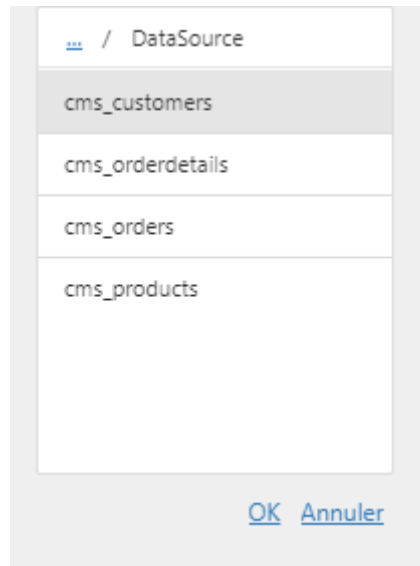 ... / DataSource
cms_customers
cms_orderdetails
cms_orders
cms_products
OK Annuler